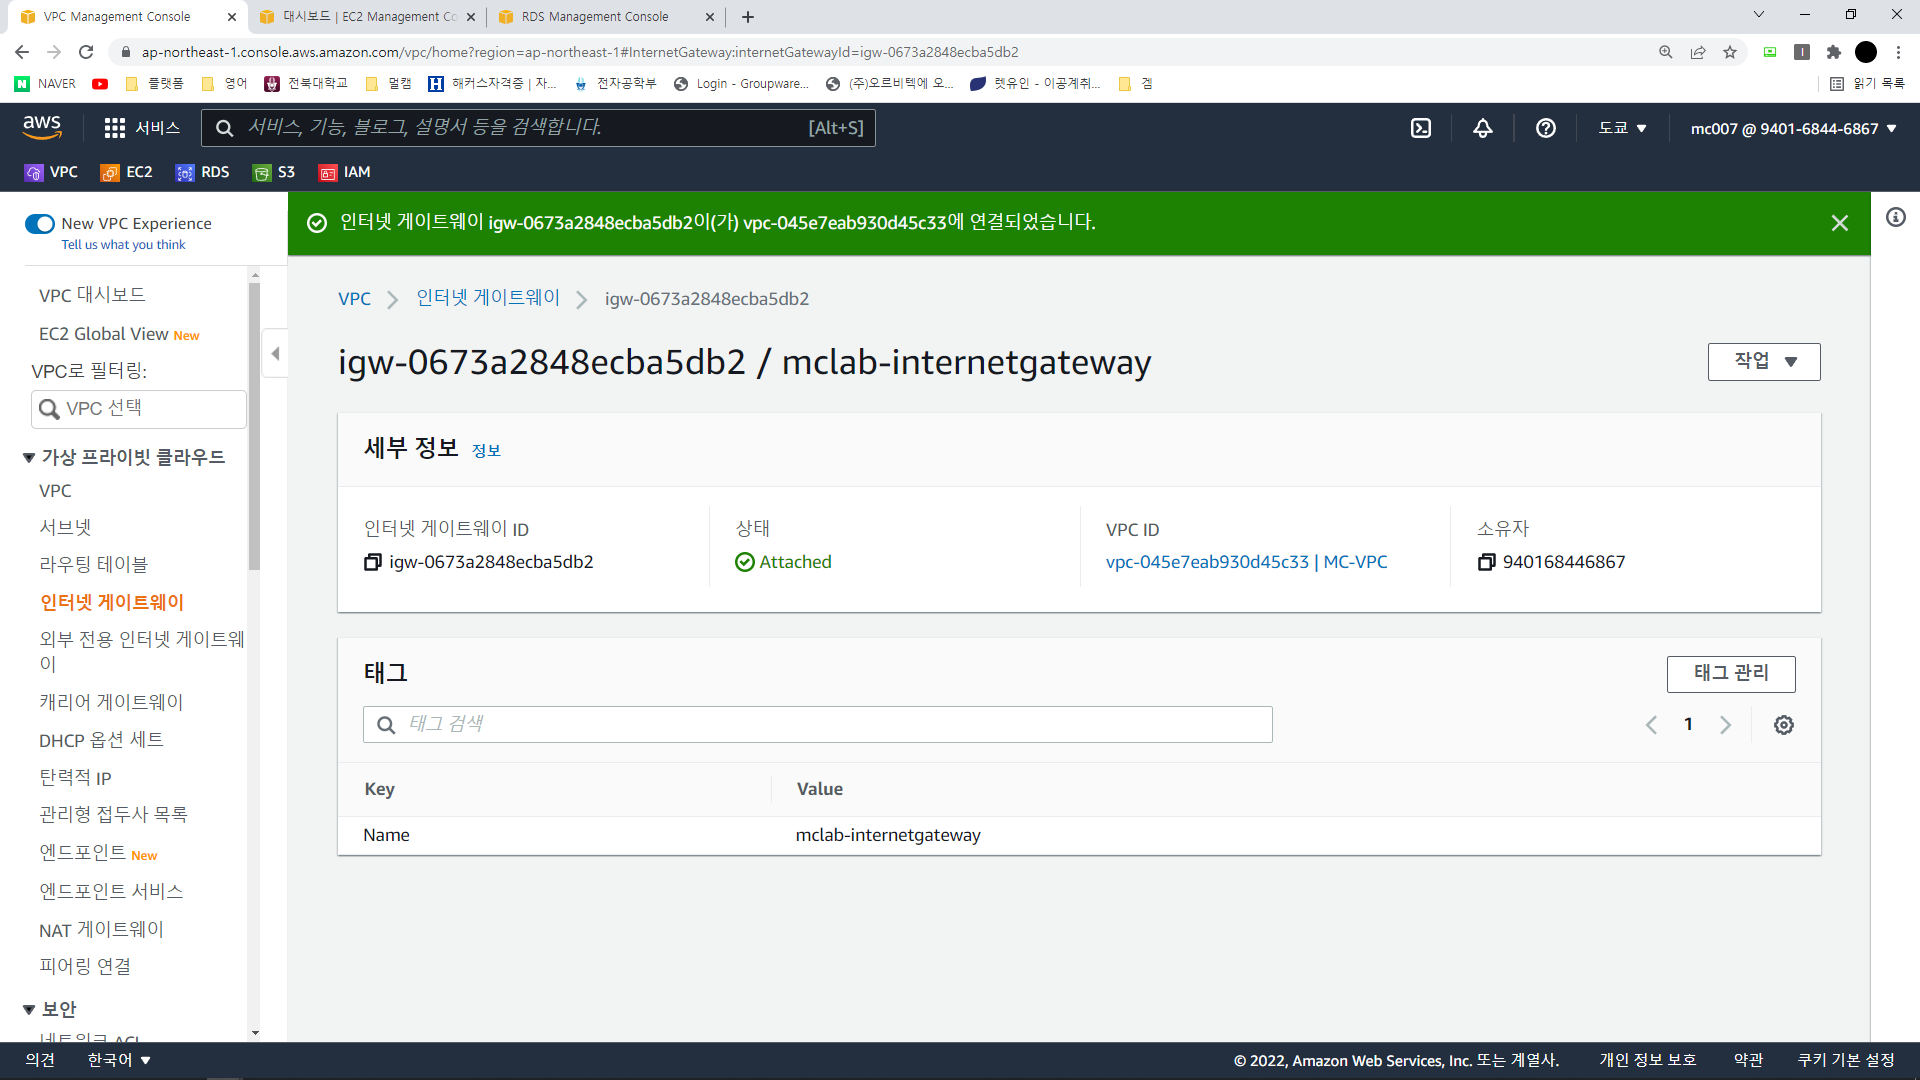 VPC Management Console
대시보드 | EC2 Management Co
RDS Management Console
ap-northeast-1.console.aws.amazon.com/vpc/home?region=ap-northeast-1#InternetGateway:internetGatewayId=igw-0673a2848ecba5db2
NAVER 플랫폼 영어 전북대학교 멀캠 해커스자격증 | 자... 전자공학부 Login - Groupware... (주)오르비텍에 오... 렛유인 - 이공계취... 겜 읽기 목록
aws 서비스 서비스, 기능, 블로그, 설명서 등을 검색합니다. [Alt+S] 도쿄 ▼ mc007 @ 9401-6844-6867 ▼
VPC EC2 RDS S3 IAM
New VPC Experience
Tell us what you think
인터넷 게이트웨이 igw-0673a2848ecba5db2이(가) vpc-045e7eab930d45c33에 연결되었습니다.
VPC 대시보드
EC2 Global View New
VPC로 필터링:
VPC 선택
가상 프라이빗 클라우드
VPC
서브넷
라우팅 테이블
인터넷 게이트웨이
외부 전용 인터넷 게이트웨
이
캐리어 게이트웨이
DHCP 옵션 세트
탄력적 IP
관리형 접두사 목록
엔드포인트 New
엔드포인트 서비스
NAT 게이트웨이
피어링 연결
보안
네트워크 ACL
VPC > 인터넷 게이트웨이 > igw-0673a2848ecba5db2
igw-0673a2848ecba5db2 / mclab-internetgateway
작업 ▼
세부 정보 정보
인터넷 게이트웨이 ID
igw-0673a2848ecba5db2
상태
Attached
VPC ID
vpc-045e7eab930d45c33 | MC-VPC
소유자
940168446867
태그
태그 관리
태그 검색
1
Key Value
Name mclab-internetgateway
의견 한국어 ▼ © 2022, Amazon Web Services, Inc. 또는 계열사. 개인 정보 보호 약관 쿠키 기본 설정